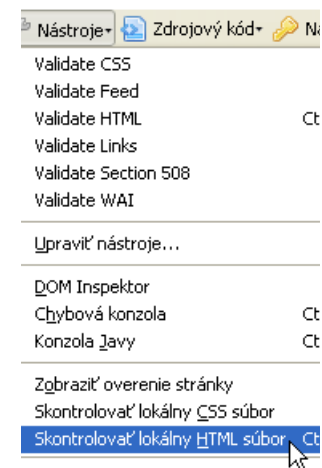 Nástroje Zdrojový kód
Validate CSS
Validate Feed
Validate HTML
Validate Links
Validate Section 508
Validate WAI
Upraviť nástroje...
DOM Inspektor
Chybová konzola
Konzola Javy
Zobraziť overenie stránky
Skontrolovať lokálny CSS súbor
Skontrolovať lokálny HTML súbor